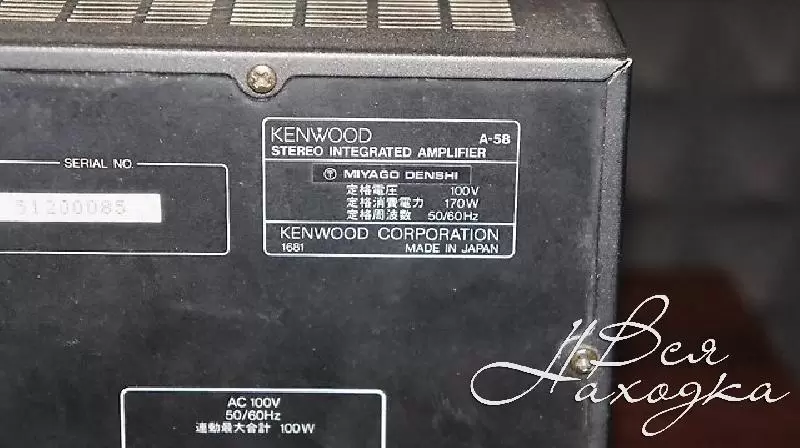 KENWOOD A-5B
STEREO INTEGRATED AMPLIFIER
SERIAL NO.
MIYAGO DENSHI
定格電圧 100V
定格消費電力 170W
定格周波数 50/60Hz
51200085
KENWOOD CORPORATION
1681 MADE IN JAPAN
Вся
Находка
AC 100V
50/60Hz
連動最大合計 100W